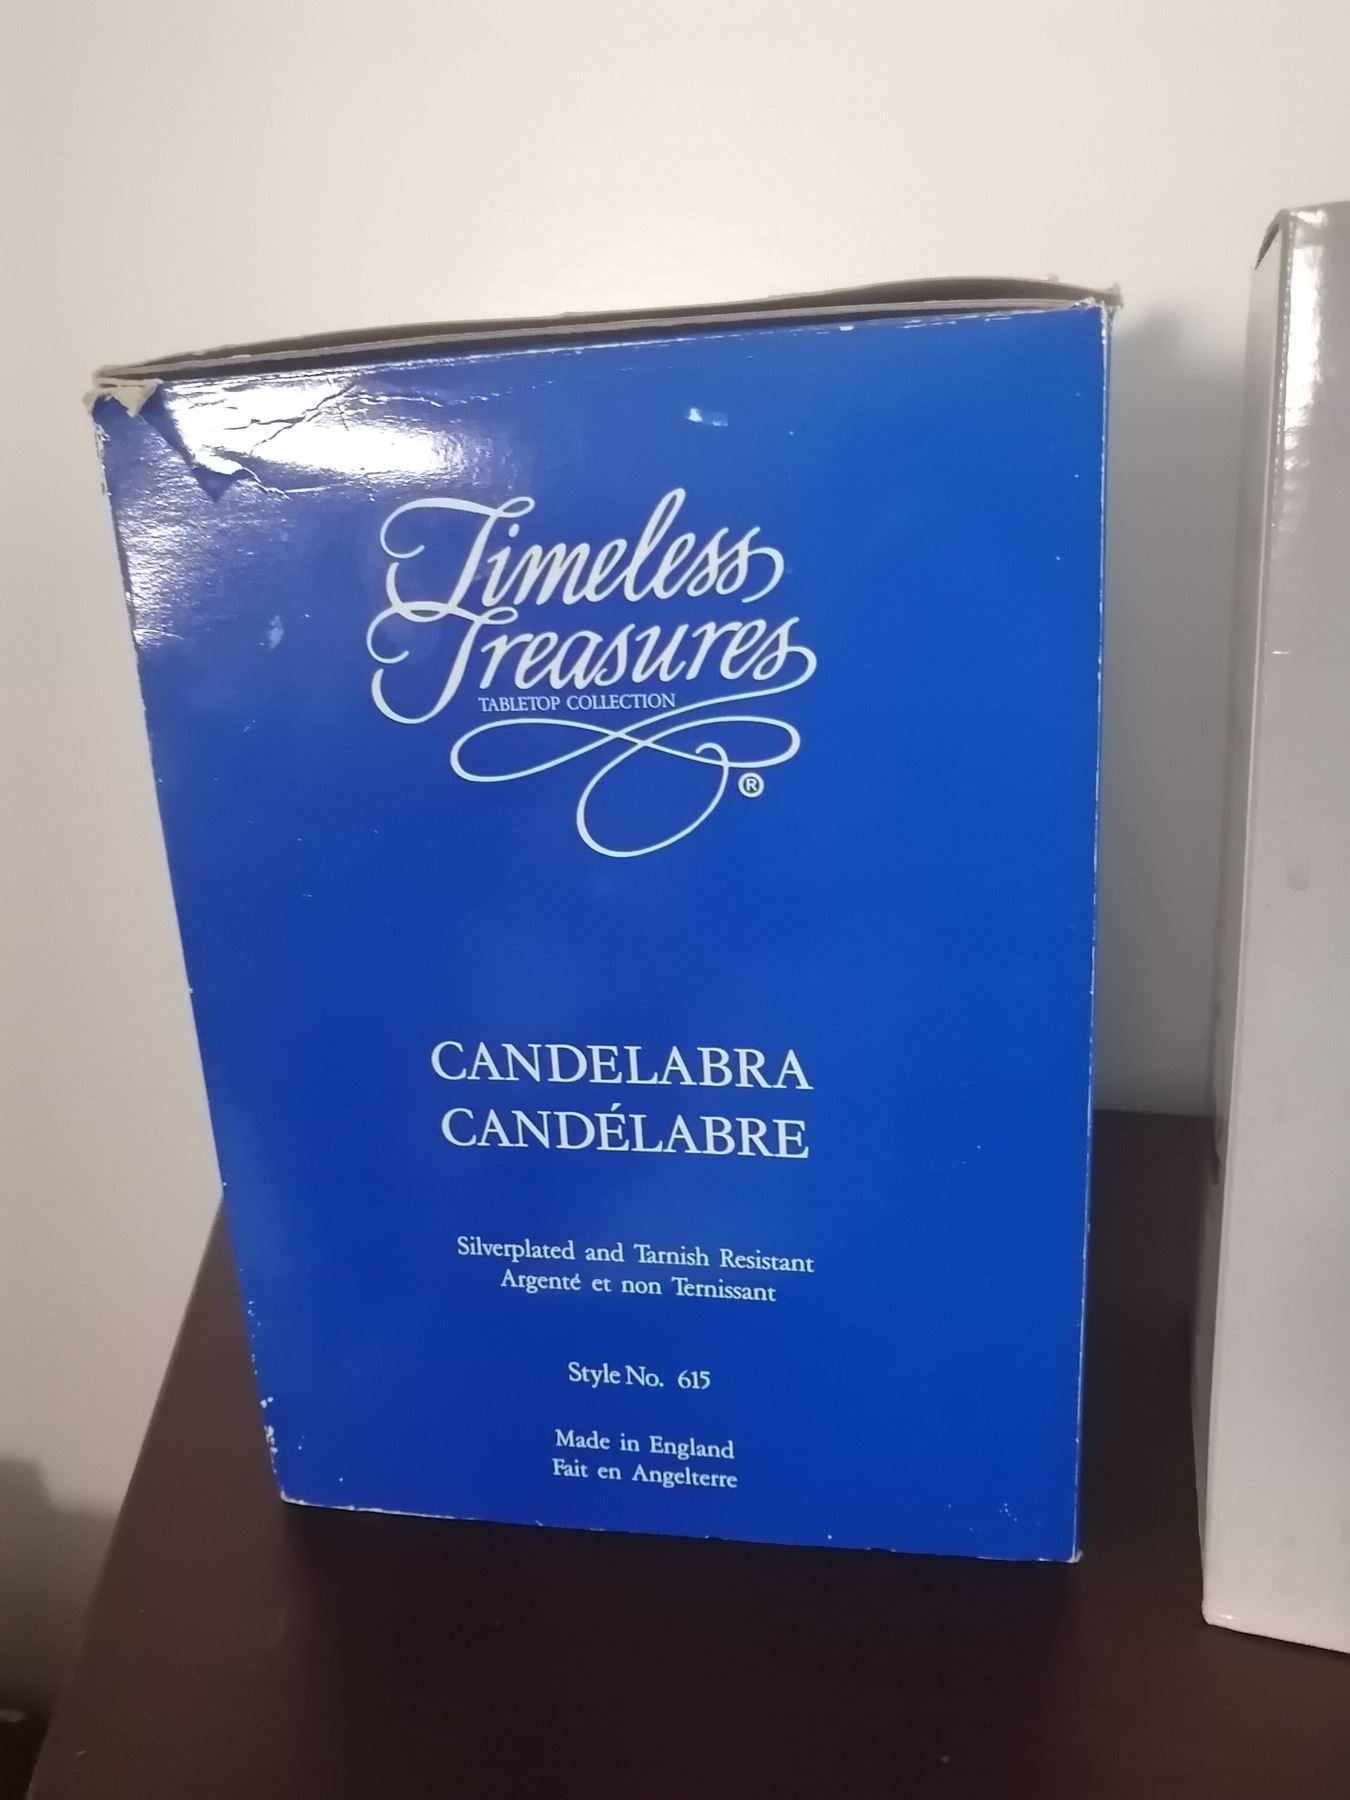 Timeless
Treasures
TABLETOP COLLECTION
®
CANDELABRA
CANDÉLABRE
Silverplated and Tarnish Resistant
Argenté et non Ternissant
Style No. 615
Made in England
Fait en Angelterre